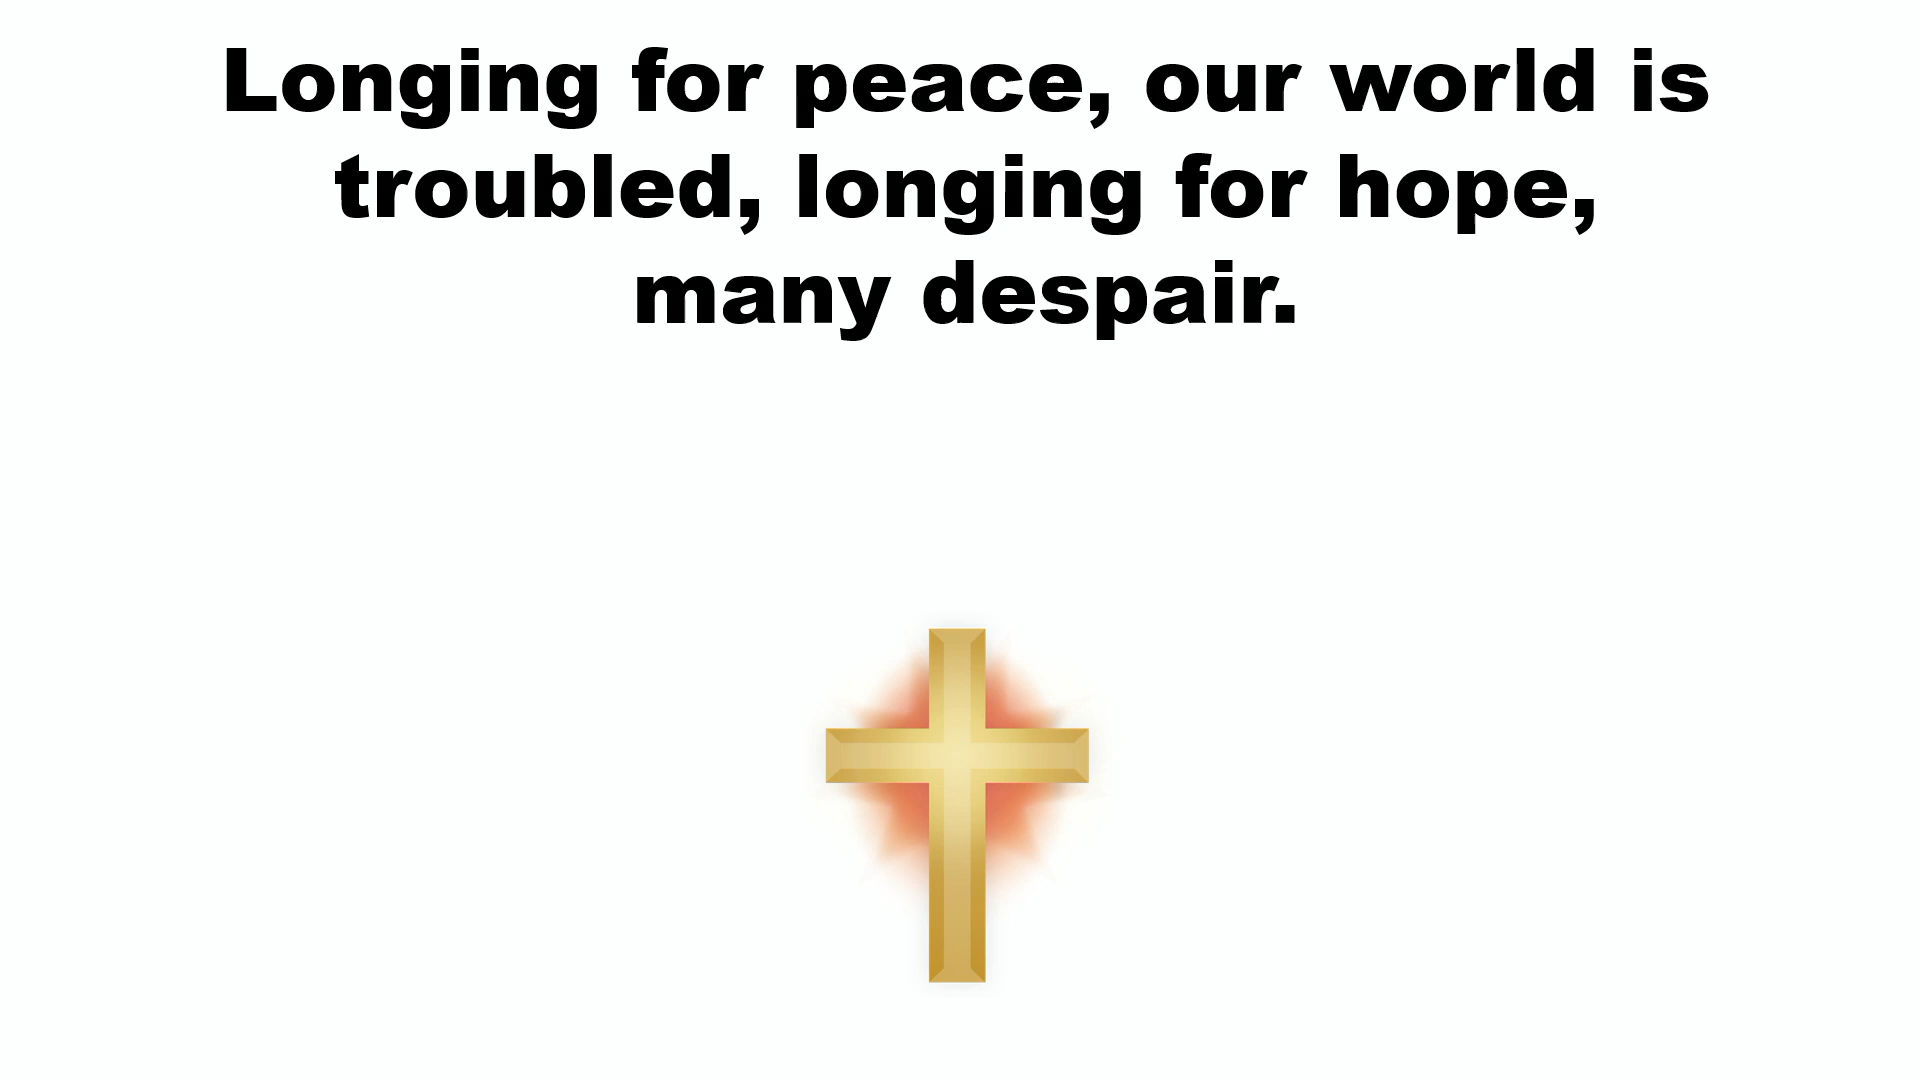 Longing for peace, our world is
troubled, longing for hope,
many despair.